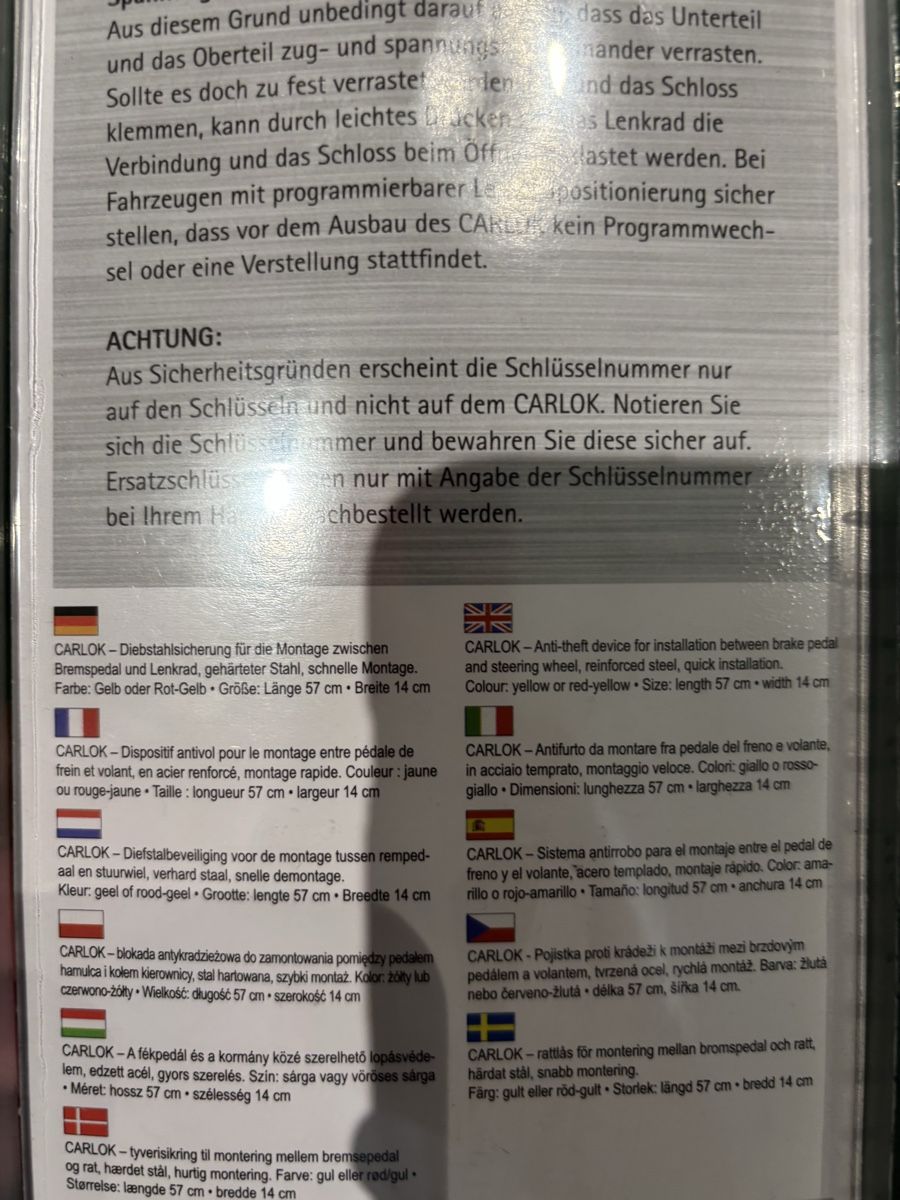 Aus diesem Grund unbedingt darauf dass das Unterteil
und das Oberteil zug- und spannungs verrasten.
Sollte es doch zu fest verrastet und das Schloss
klemmen, kann durch leichtes Drücken Lenkrad die
Verbindung und das Schloss beim werden. Bei
Fahrzeugen mit programmierbarer sicher
stellen, dass vor dem Ausbau des CARLOK kein Programmwech-
sel oder eine Verstellung stattfindet.
ACHTUNG:
Aus Sicherheitsgründen erscheint die Schlüsselnummer nur
auf den Schlüsseln und nicht auf dem CARLOK. Notieren Sie
sich die Schlüsselnummer und bewahren Sie diese sicher auf.
nur mit Angabe der Schlüsselnummer
bei Ihrem werden.
CARLOK – Diebstahlsicherung für die Montage zwischen
Bremspedal und Lenkrad, gehärteter Stahl, schnelle Montage.
Farbe: Gelb oder Rot-Gelb • Größe: Länge 57 cm • Breite 14 cm
CARLOK – Dispositif antivol pour le montage entre pédale de
frein et volant, en acier renforcé, montage rapide. Couleur : jaune
ou rouge-jaune • Taille : longueur 57 cm • largeur 14 cm
CARLOK – Diefstalbeveiliging voor de montage tussen remped-
aal en stuurwiel, verhard staal, snelle demontage.
Kleur: geel of rood-geel • Grootte: lengte 57 cm • Breedte 14 cm
CARLOK – blokada antykradzieżowa do zamontowania pomiędzy pedałem
hamulca i kołem kierownicy, stal hartowana, szybki montaż. Kolor: żółty lub
czerwono-żółty • Wielkość: długość 57 cm • szerokość 14 cm
CARLOK – A fékpedál és a kormány közé szerelhető lopásvéde-
lem, edzett acél, gyors szerelés. Szín: sárga vagy vöröses sárga
• Méret: hossz 57 cm • szélesség 14 cm
CARLOK – tyverisikring til montering mellem bremsepedal
og rat, hærdet stål, hurtig montering. Farve: gul eller rød/gul •
Størrelse: længde 57 cm • bredde 14 cm
CARLOK – Anti-theft device for installation between brake pedal
and steering wheel, reinforced steel, quick installation.
Colour: yellow or red-yellow • Size: length 57 cm • width 14 cm
CARLOK – Antifurto da montare fra pedale del freno e volante,
in acciaio temprato, montaggio veloce. Colori: giallo o rosso-
giallo • Dimensioni: lunghezza 57 cm • larghezza 14 cm
CARLOK – Sistema antirrobo para el montaje entre el pedal de
freno y el volante, acero templado, montaje rápido. Color: ama-
rillo o rojo-amarillo • Tamaño: longitud 57 cm • anchura 14 cm
CARLOK - Pojistka proti krádeži k montáži mezi brzdovým
pedálem a volantem, tvrzená ocel, rychlá montáž. Barva: žlutá
nebo červeno-žlutá • délka 57 cm, šířka 14 cm.
CARLOK – rattlås för montering mellan bromspedal och ratt,
härdat stål, snabb montering.
Färg: gult eller röd-gult • Storlek: längd 57 cm • bredd 14 cm